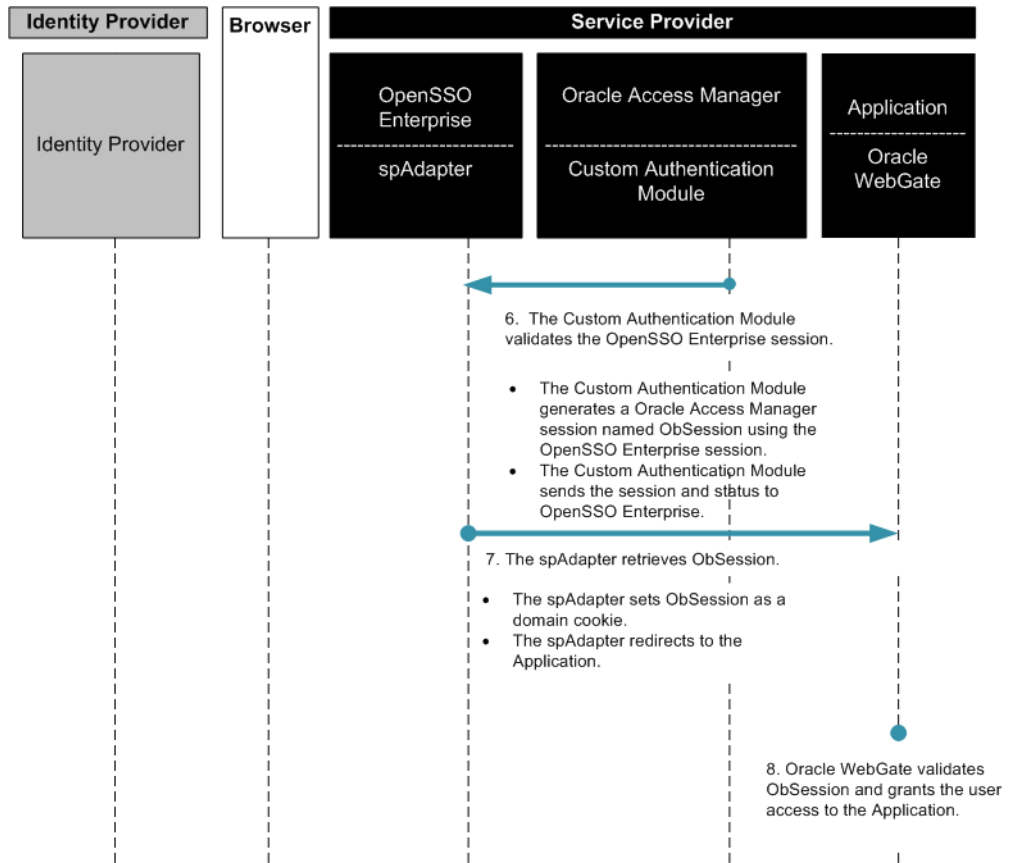 Identity Provider
Browser
Service Provider
Identity Provider
OpenSSO
Enterprise
spAdapter
Oracle Access Manager
Custom Authentication
Module
Application
Oracle
WebGate
6. The Custom Authentication Module
validates the OpenSSO Enterprise session.
• The Custom Authentication Module
generates a Oracle Access Manager
session named ObSession using the
OpenSSO Enterprise session.
• The Custom Authentication Module
sends the session and status to
OpenSSO Enterprise.
7. The spAdapter retrieves ObSession.
• The spAdapter sets ObSession as a
domain cookie.
• The spAdapter redirects to the
Application.
8. Oracle WebGate validates
ObSession and grants the user
access to the Application.